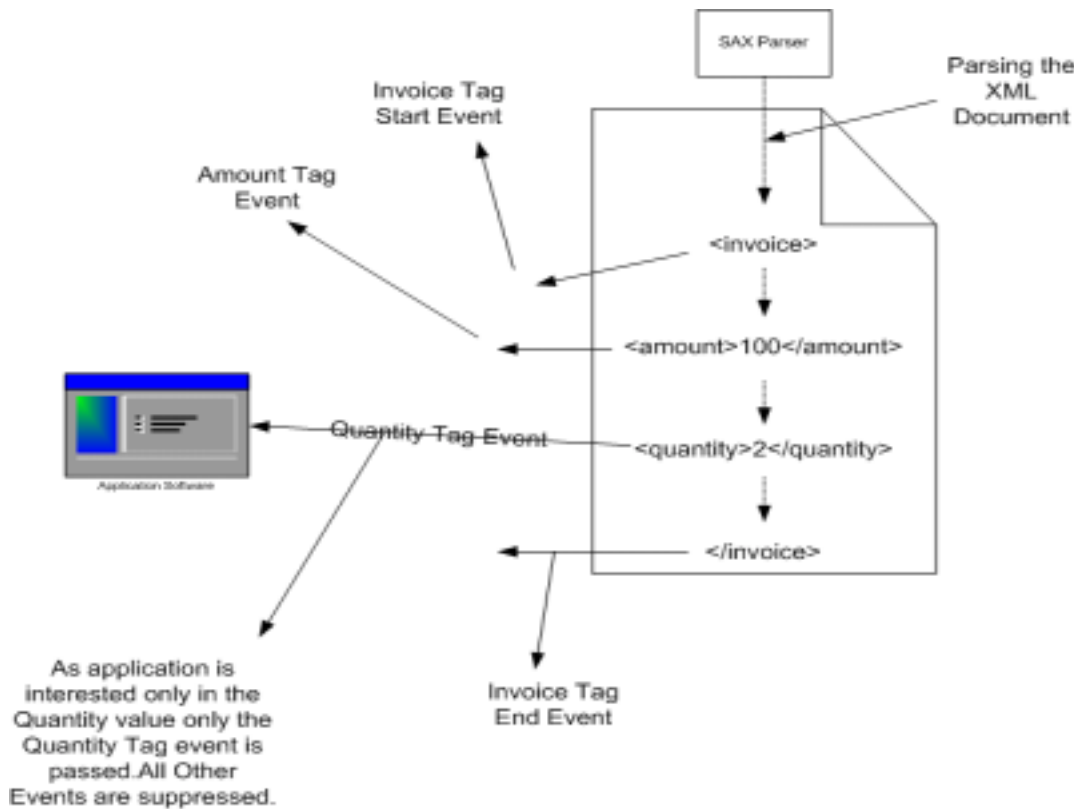 SAX Parser
Parsing the
XML
Document
Invoice Tag
Start Event
Amount Tag
Event
<invoice>
<amount>100</amount>
Quantity Tag Event
<quantity>2</quantity>
Application Software
</invoice>
As application is
interested only in the
Quantity value only the
Quantity Tag event is
passed.All Other
Events are suppressed.
Invoice Tag
End Event